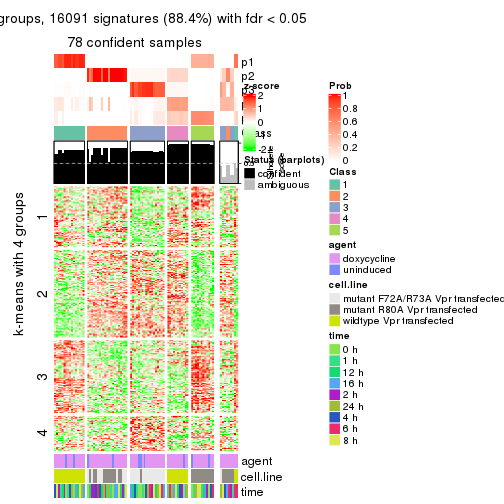 groups, 16091 signatures (88.4%) with fdr < 0.05
78 confident samples
p1
p2
p3
z-score
2
1
0
-1
-2
Status (barplots)
confident
ambiguous
Prob
1
0.8
0.6
0.4
0.2
0
Class
1
2
3
4
5
agent
doxycycline
uninduced
cell.line
mutant F72A/R73A Vpr transfected
mutant R80A Vpr transfected
wildtype Vpr transfected
time
0 h
1 h
12 h
16 h
2 h
24 h
4 h
6 h
8 h
k-means with 4 groups
1
2
3
4
agent
cell.line
time